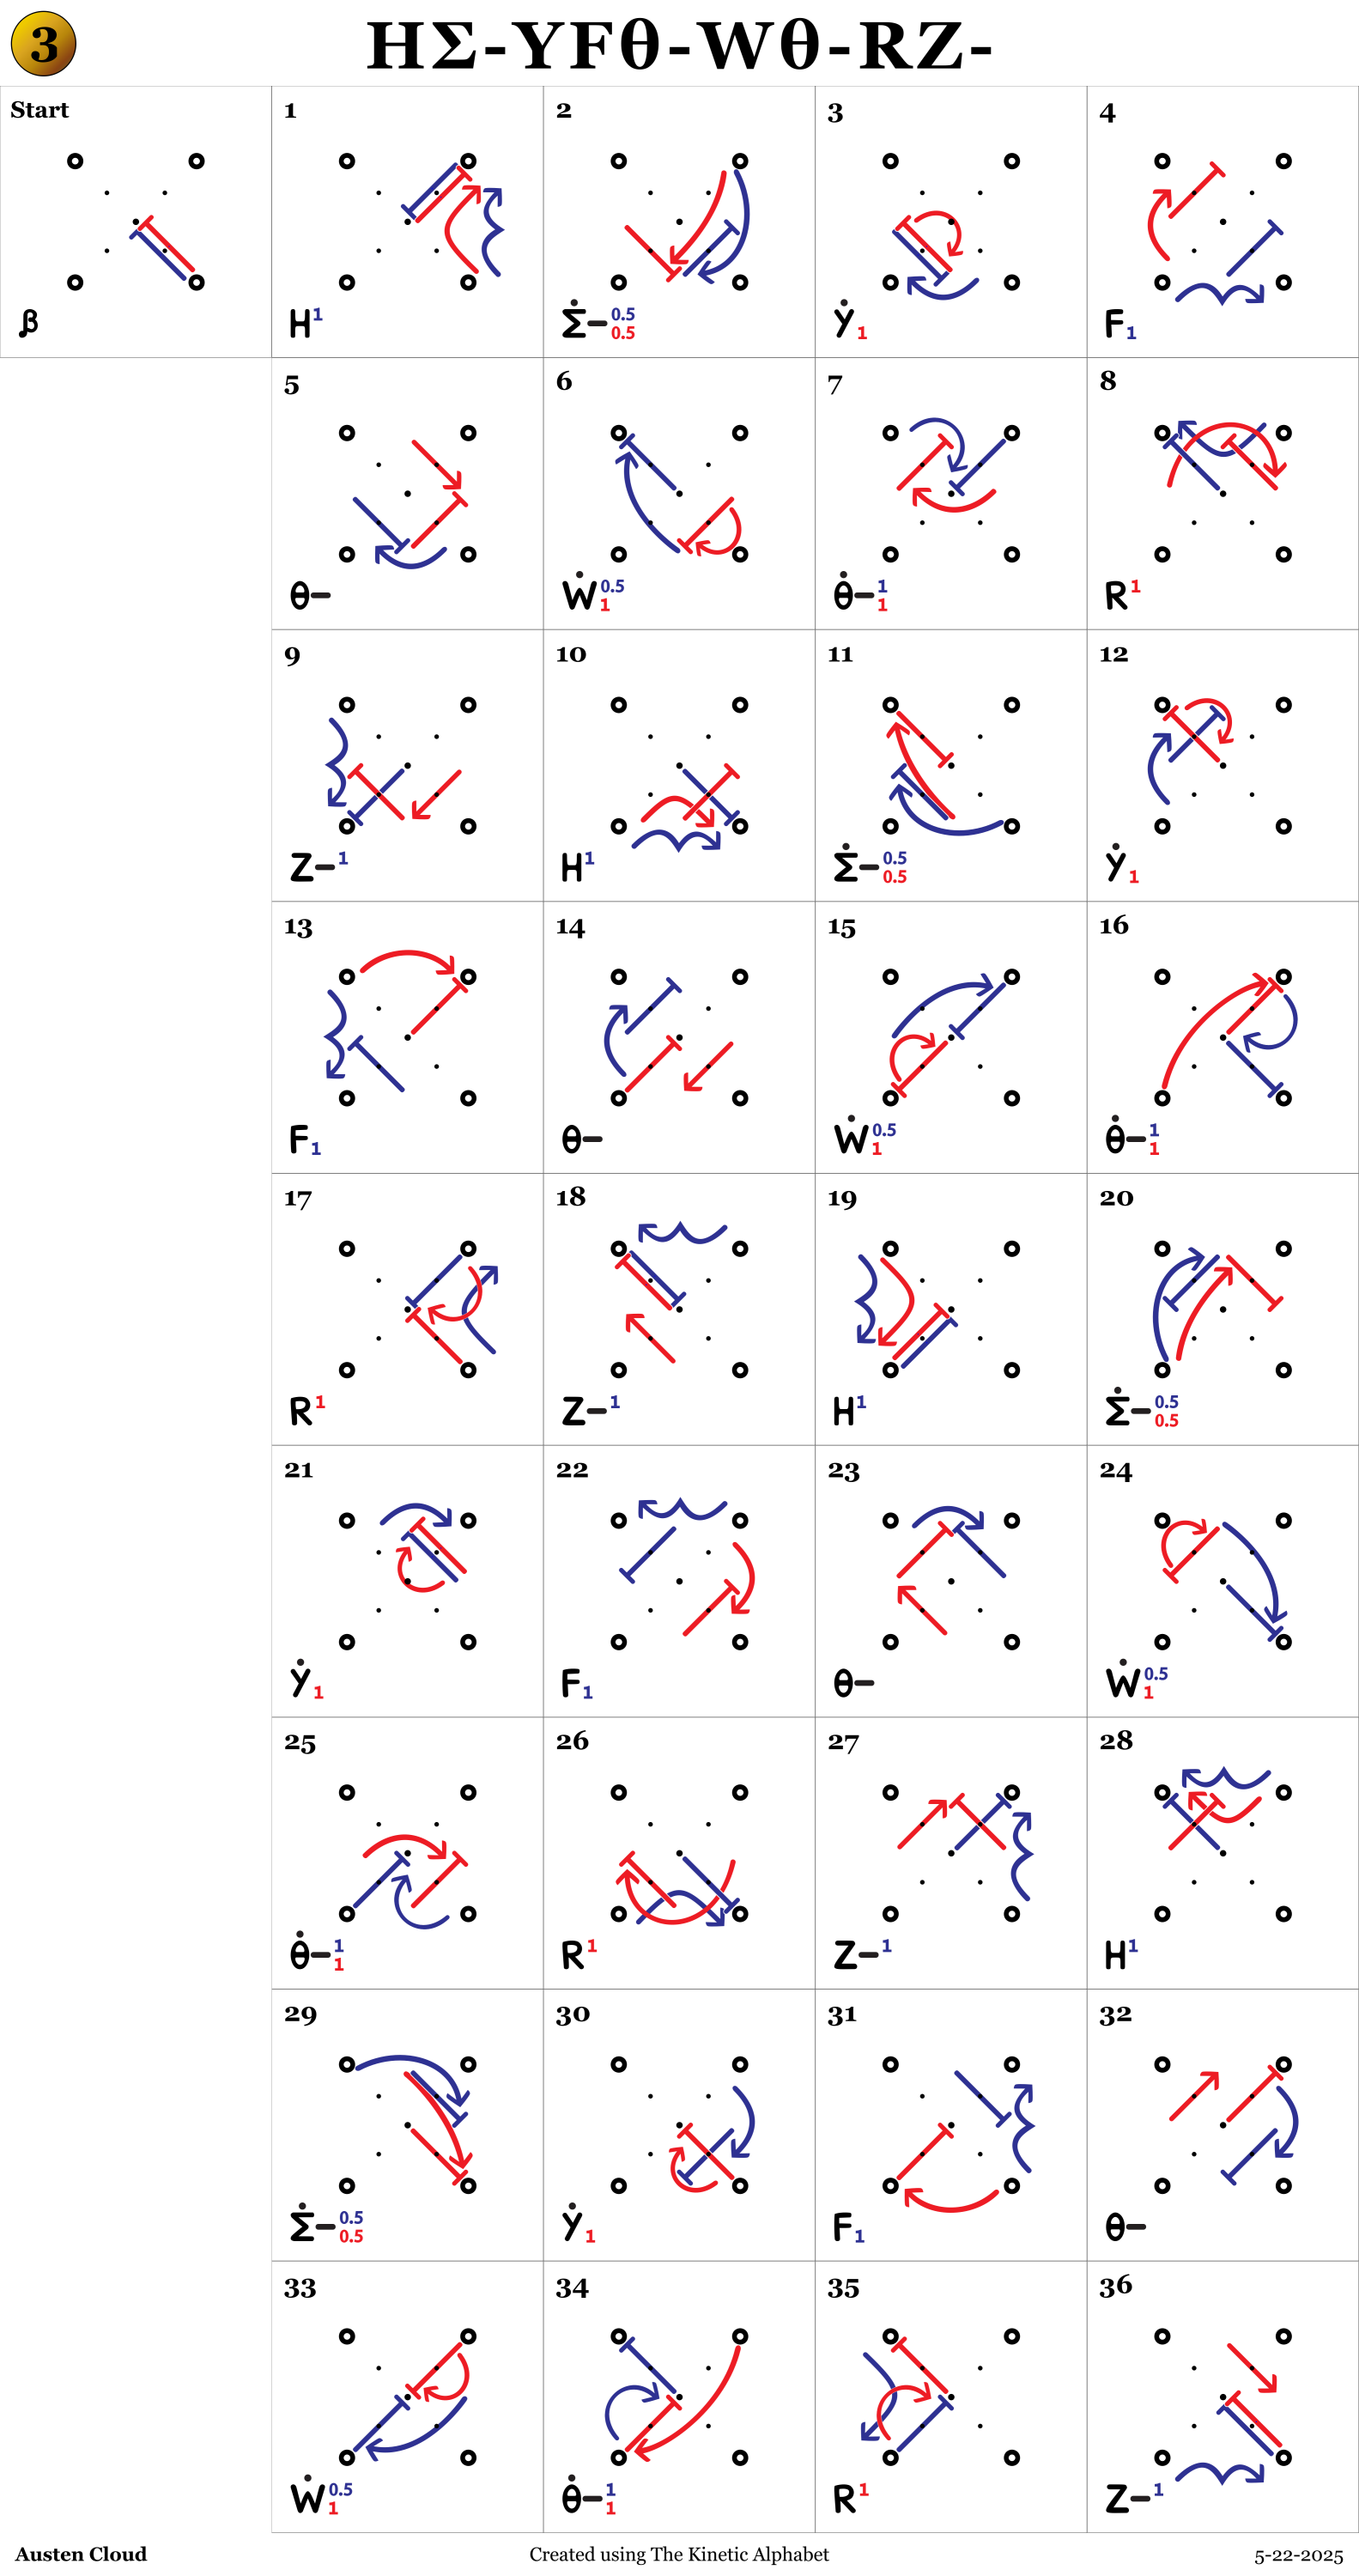 3
HΣ-YFθ-Wθ-RZ-
Start
β
1
H1
2
Σ̇-0.5
0.5
3
Ẏ1
4
F1
5
θ-
6
Ẇ0.5
1
7
θ̇-1
1
8
R1
9
Z-1
10
H1
11
Σ̇-0.5
0.5
12
Ẏ1
13
F1
14
θ-
15
Ẇ0.5
1
16
θ̇-1
1
17
R1
18
Z-1
19
H1
20
Σ̇-0.5
0.5
21
Ẏ1
22
F1
23
θ-
24
Ẇ0.5
1
25
θ̇-1
1
26
R1
27
Z-1
28
H1
29
Σ̇-0.5
0.5
30
Ẏ1
31
F1
32
θ-
33
Ẇ0.5
1
34
θ̇-1
1
35
R1
36
Z-1
Austen Cloud
Created using The Kinetic Alphabet
5-22-2025